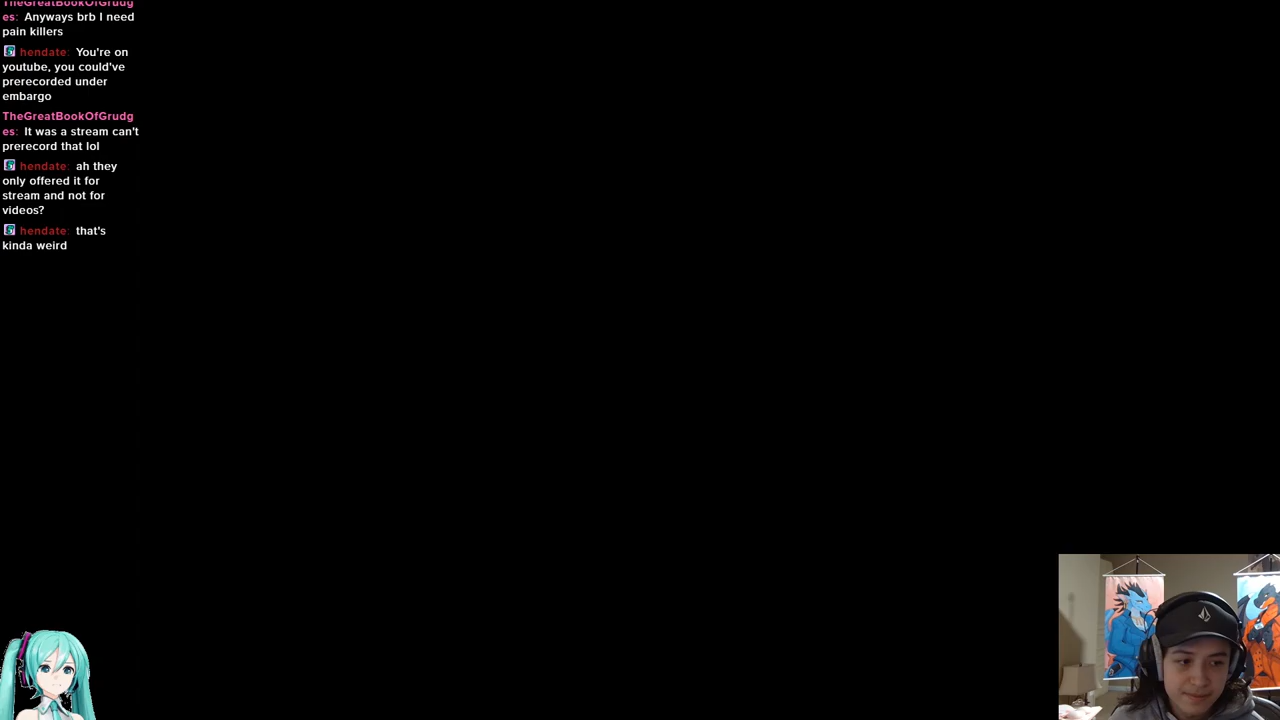 TheGreatBookOfGrudg
es: Anyways brb I need
pain killers
hendate: You're on
youtube, you could've
prerecorded under
embargo
TheGreatBookOfGrudg
es: It was a stream can't
prerecord that lol
hendate: ah they
only offered it for
stream and not for
videos?
hendate: that's
kinda weird